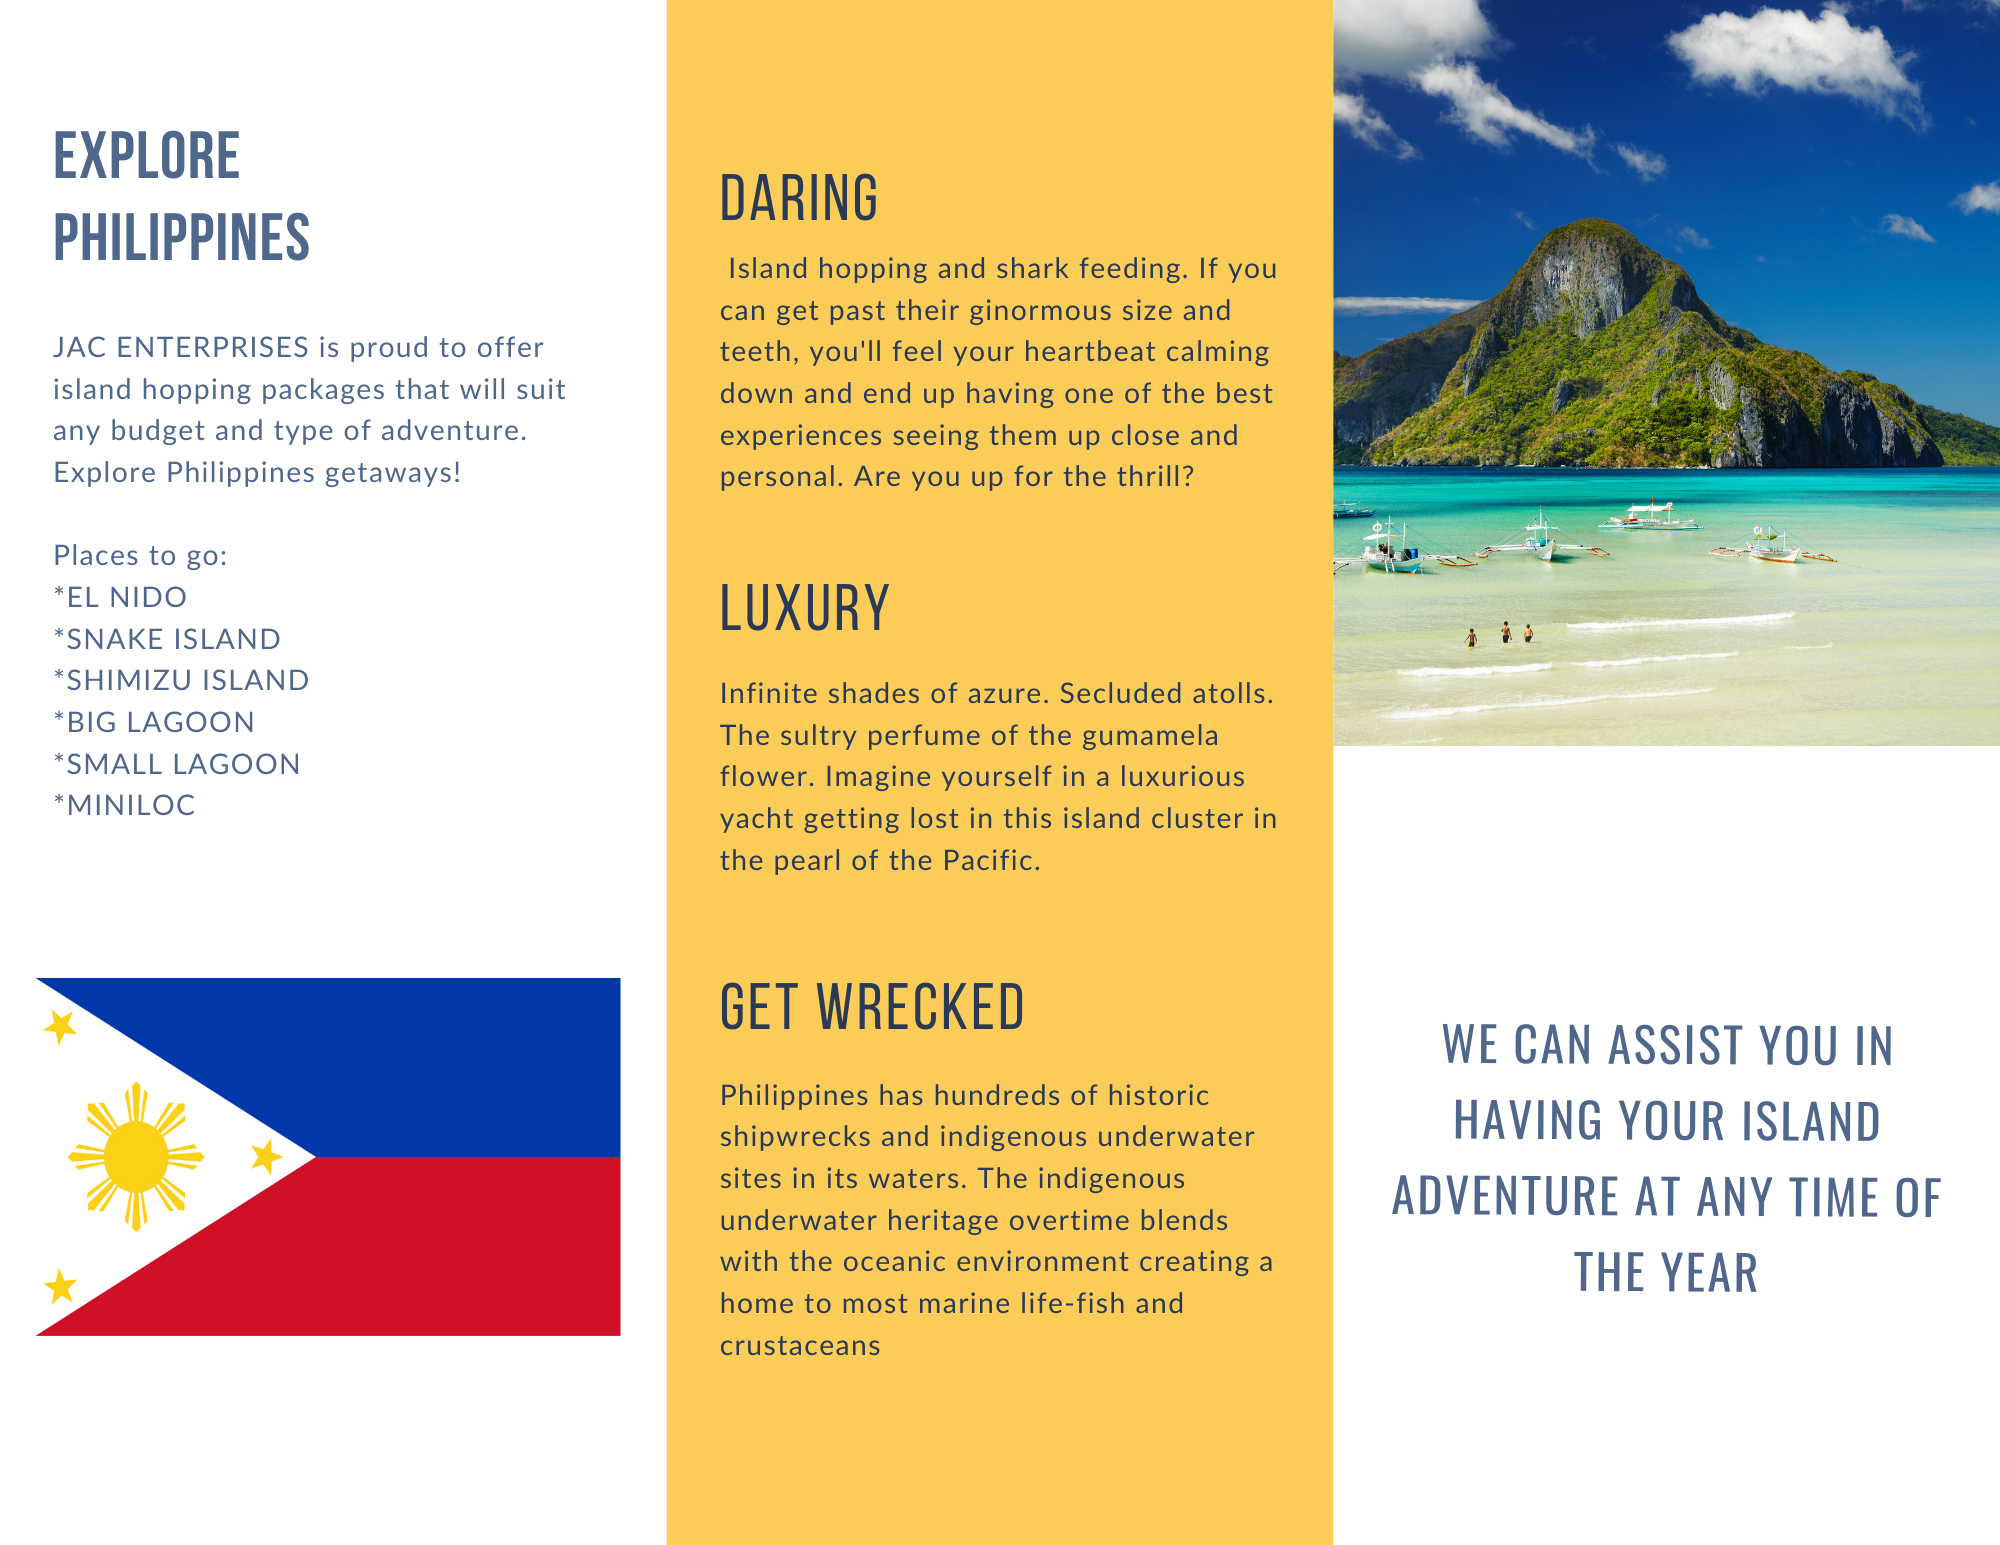 EXPLORE
PHILIPPINES
JAC ENTERPRISES is proud to offer
island hopping packages that will suit
any budget and type of adventure.
Explore Philippines getaways!
Places to go:
*EL NIDO
*SNAKE ISLAND
*SHIMIZU ISLAND
*BIG LAGOON
*SMALL LAGOON
*MINILOC
DARING
Island hopping and shark feeding. If you
can get past their ginormous size and
teeth, you'll feel your heartbeat calming
down and end up having one of the best
experiences seeing them up close and
personal. Are you up for the thrill?
LUXURY
Infinite shades of azure. Secluded atolls.
The sultry perfume of the gumamela
flower. Imagine yourself in a luxurious
yacht getting lost in this island cluster in
the pearl of the Pacific.
GET WRECKED
Philippines has hundreds of historic
shipwrecks and indigenous underwater
sites in its waters. The indigenous
underwater heritage overtime blends
with the oceanic environment creating a
home to most marine life-fish and
crustaceans
WE CAN ASSIST YOU IN
HAVING YOUR ISLAND
ADVENTURE AT ANY TIME OF
THE YEAR